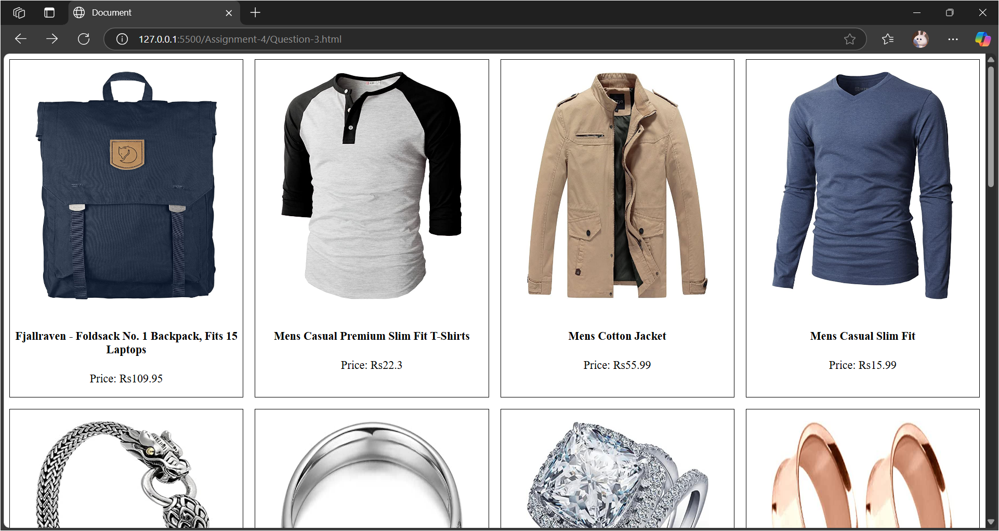 Document
127.0.0.1:5500/Assignment-4/Question-3.html
Fjallraven - Foldsack No. 1 Backpack, Fits 15
Laptops
Price: Rs109.95
Mens Casual Premium Slim Fit T-Shirts
Price: Rs22.3
Mens Cotton Jacket
Price: Rs55.99
Mens Casual Slim Fit
Price: Rs15.99